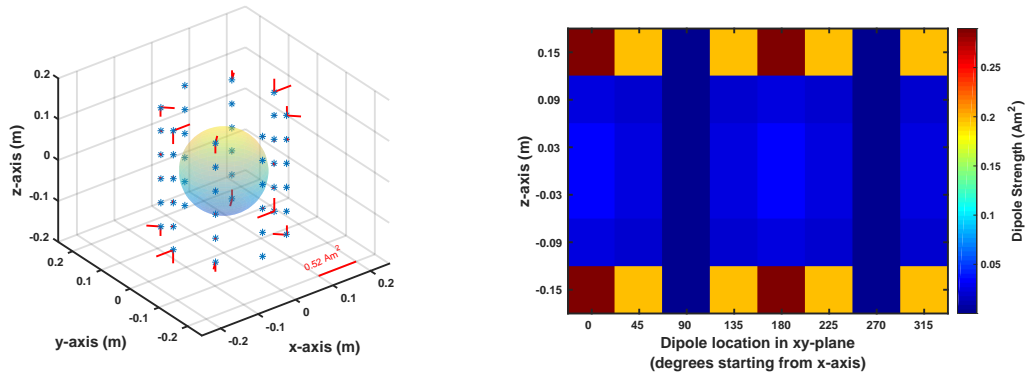 0.2
0.1
0
-0.1
-0.2
z-axis (m)
0.2
0.1
0
-0.1
-0.2
y-axis (m)
-0.2
-0.1
0
0.1
0.2
x-axis (m)
0.52 Am²
0.15
0.09
0.03
-0.03
-0.09
-0.15
z-axis (m)
0 45 90 135 180 225 270 315
Dipole location in xy-plane
(degrees starting from x-axis)
0.25
0.2
0.15
0.1
0.05
Dipole Strength (Am²)